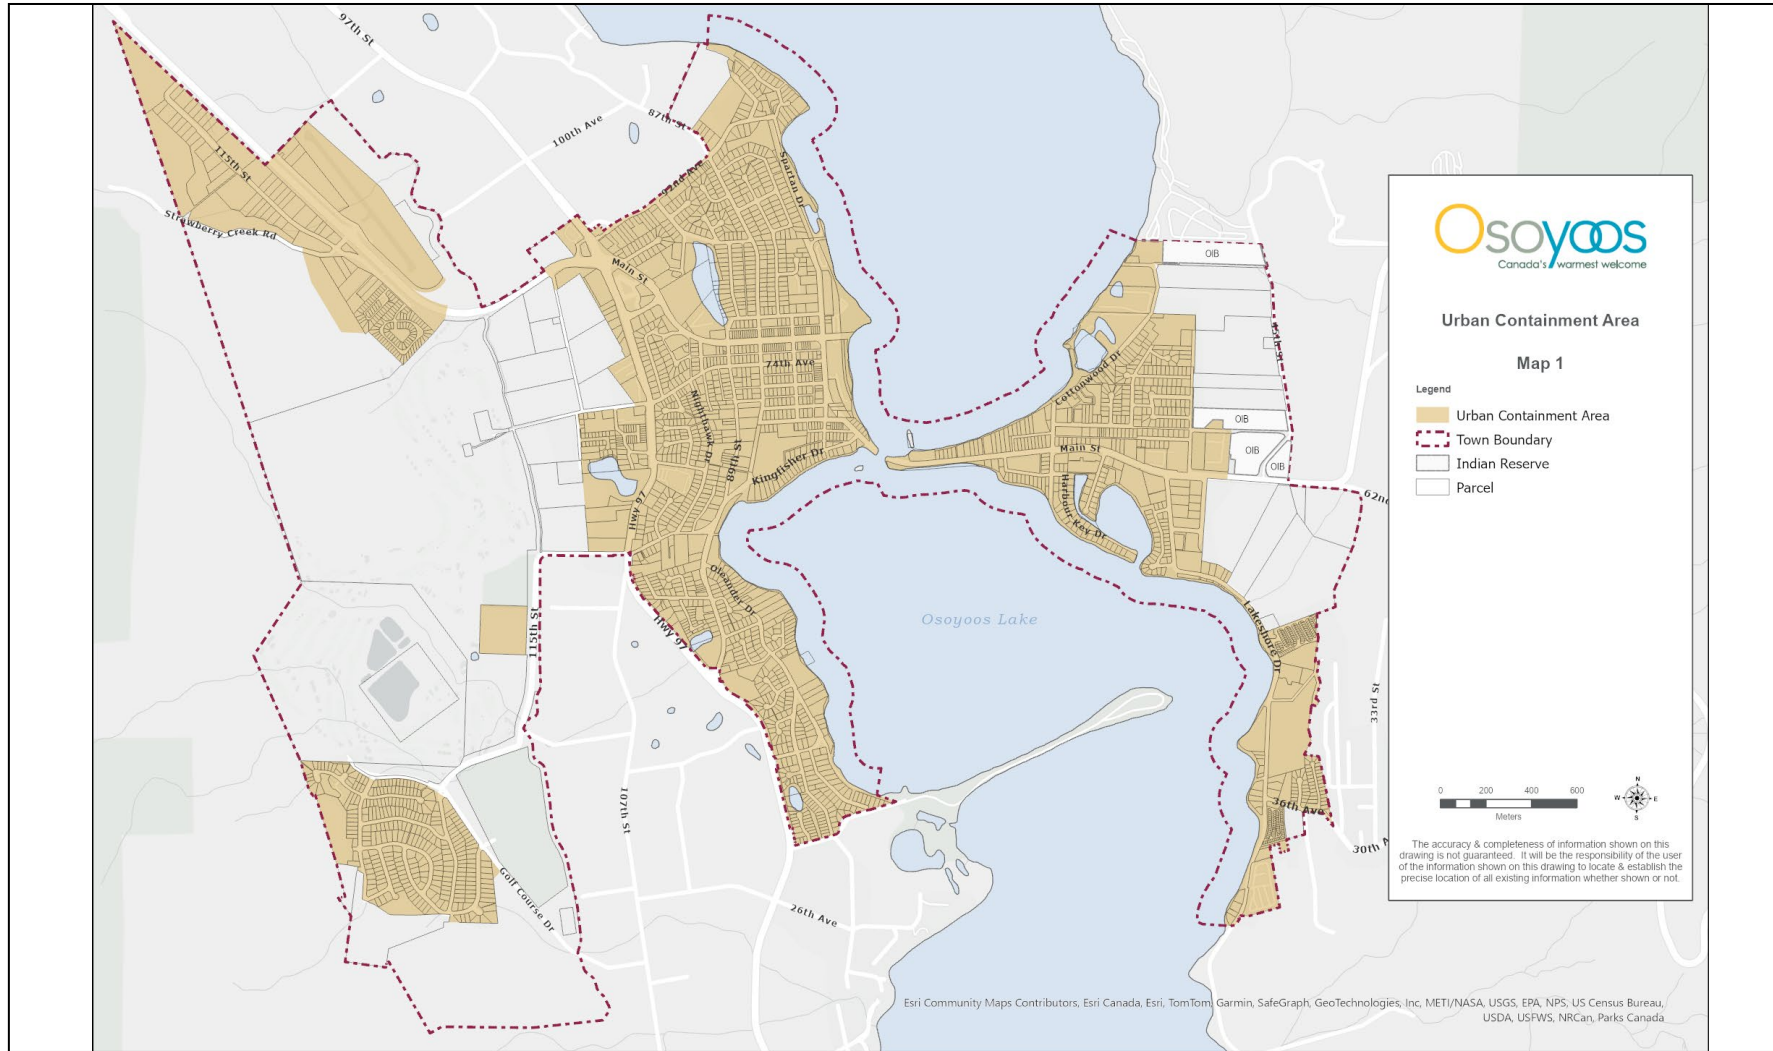 97th St
87th St
100th Ave
92nd Ave
Spartan Dr
115th St
Strawberry Creek Rd
Main St
74th Ave
Nighthawk Dr
89th St
Kingfisher Dr
Hwy 97
Oleander Dr
Hwy 97
115th St
107th St
Golf Course Dr
26th Ave
Osoyoos Lake
OIB
45th St
Cottonwood Dr
OIB
OIB
OIB
Main St
62nd
Harbour Key Dr
Lakeshore Dr
33rd St
36th Ave
30th A
Osoyoos
Canada's warmest welcome
Urban Containment Area
Map 1
Legend
Urban Containment Area
Town Boundary
Indian Reserve
Parcel
0 200 400 600
Meters
N
W E
S
The accuracy & completeness of information shown on this
drawing is not guaranteed. It will be the responsibility of the user
of the information shown on this drawing to locate & establish the
precise location of all existing information whether shown or not.
Esri Community Maps Contributors, Esri Canada, Esri, TomTom, Garmin, SafeGraph, GeoTechnologies, Inc, METI/NASA, USGS, EPA, NPS, US Census Bureau,
USDA, USFWS, NRCan, Parks Canada